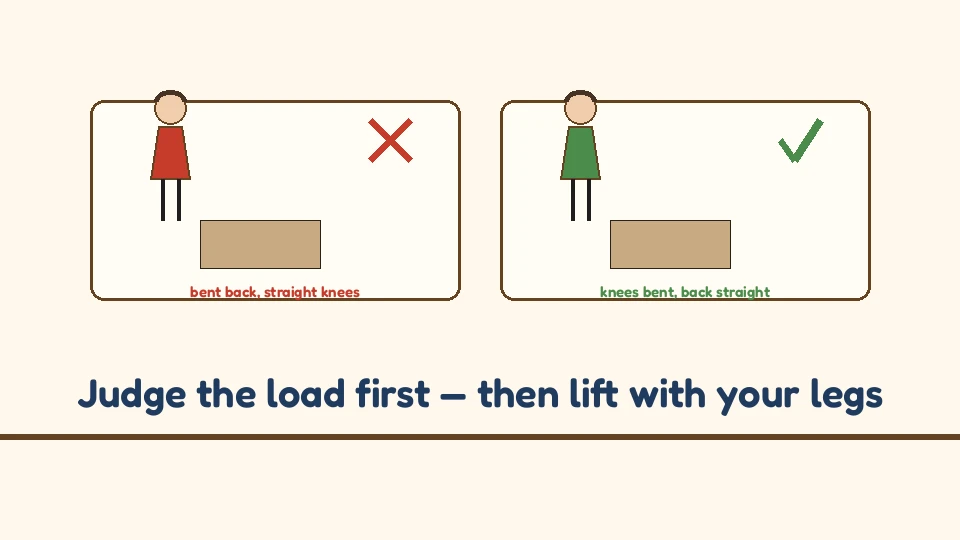 bent back, straight knees
knees bent, back straight
Judge the load first — then lift with your legs